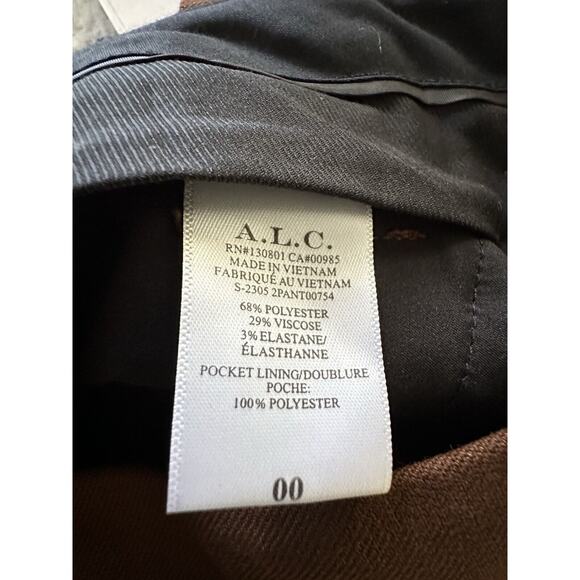 A.L.C.
RN#130801 CA#00985
MADE IN VIETNAM
FABRIQUÉ AU VIETNAM
S-2305 2PANT00754
68% POLYESTER
29% VISCOSE
3% ELASTANE/
ÉLASTHANNE
POCKET LINING/DOUBLURE
POCHE:
100% POLYESTER
00